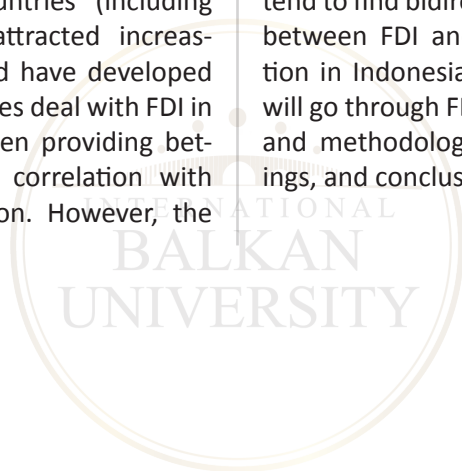 untries (including
attracted increas-
d have developed
es deal with FDI in
en providing bet-
correlation with
on. However, the
tend to find bidire
between FDI an
tion in Indonesia
will go through FI
and methodolog
ings, and conclus
INTERNATIONAL
BALKAN
UNIVERSITY